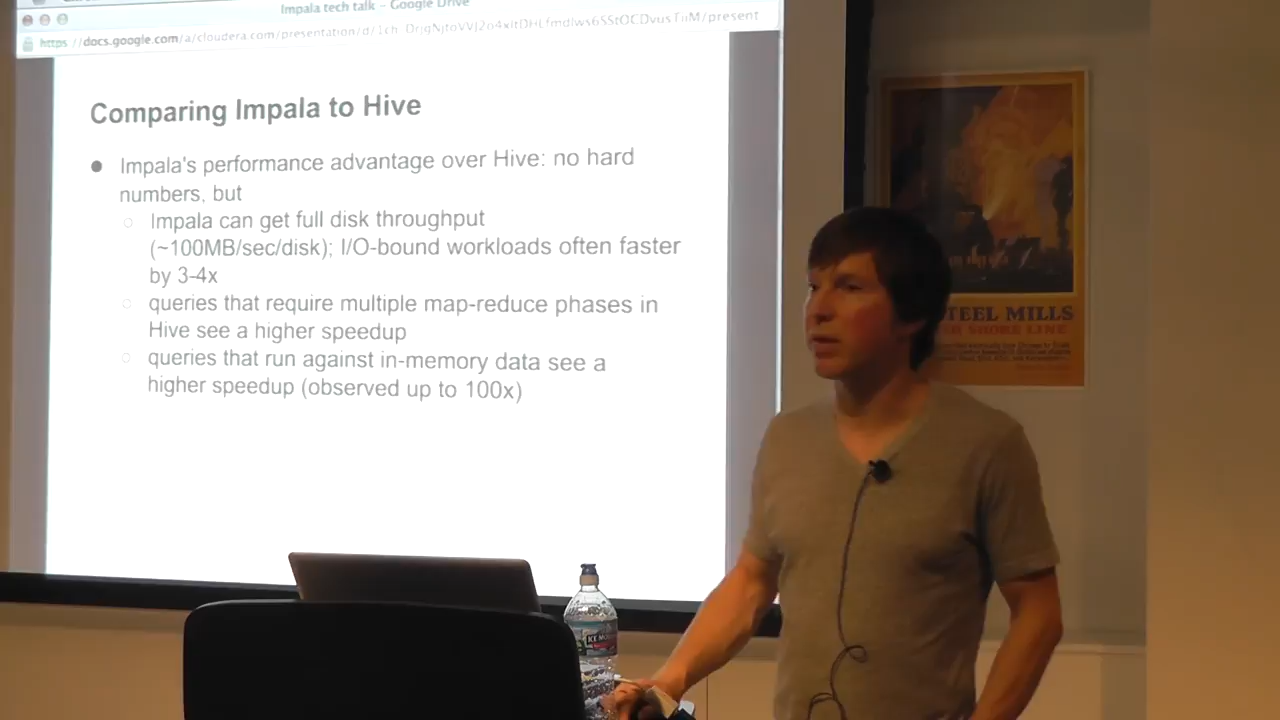 Impala tech talk - Google Drive
https://docs.google.com/a/cloudera.com/presentation/d/
Comparing Impala to Hive
● Impala's performance advantage over Hive: no hard
numbers, but
○ Impala can get full disk throughput
(~100MB/sec/disk); I/O-bound workloads often faster
by 3-4x
○ queries that require multiple map-reduce phases in
Hive see a higher speedup
○ queries that run against in-memory data see a
higher speedup (observed up to 100x)
STEEL MILLS
SHORE LINE